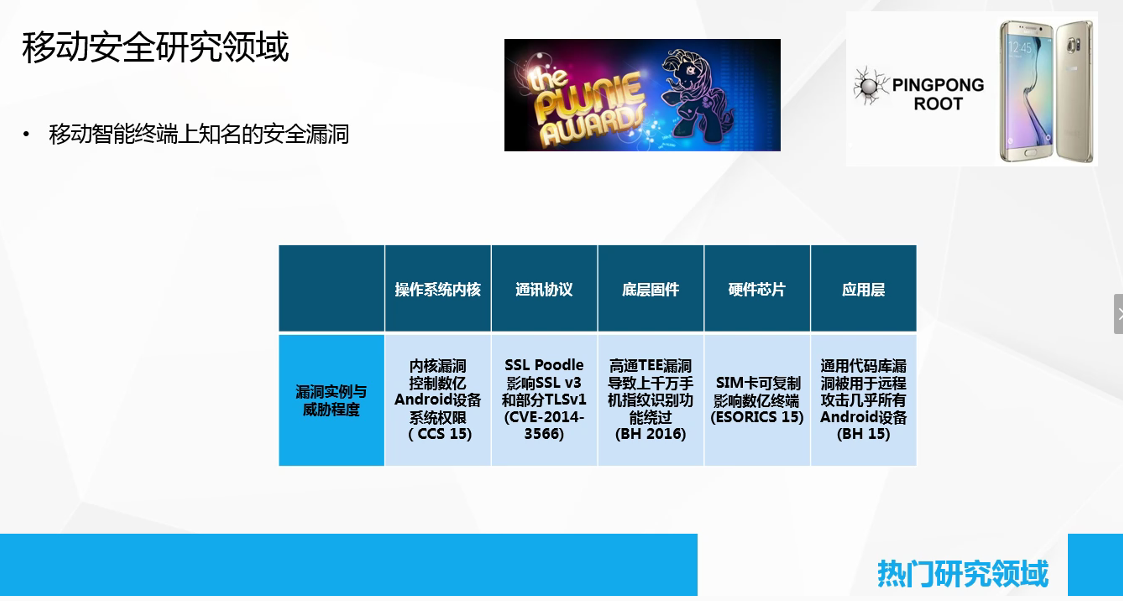 移动安全研究领域
the
PWNIE
AWARDS
PINGPONG
ROOT
12:45
• 移动智能终端上知名的安全漏洞
操作系统内核
通讯协议
底层固件
硬件芯片
应用层
漏洞实例与
威胁程度
内核漏洞
控制数亿
Android设备
系统权限
( CCS 15)
SSL Poodle
影响SSL v3
和部分TLSv1
(CVE-2014-
3566)
高通TEE漏洞
导致上千万手
机指纹识别功
能绕过
(BH 2016)
SIM卡可复制
影响数亿终端
(ESORICS 15)
通用代码库漏
洞被用于远程
攻击几乎所有
Android设备
(BH 15)
热门研究领域